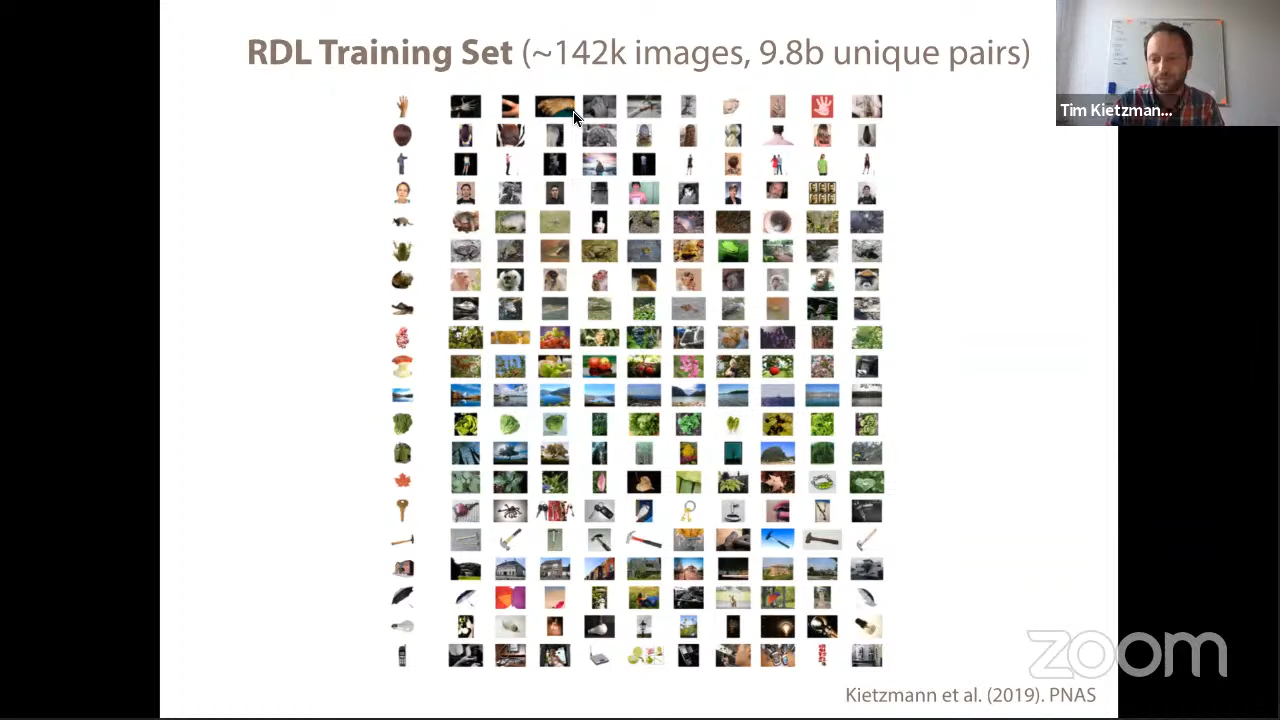 RDL Training Set (~142k images, 9.8b unique pairs)
Tim Kietzman...
zoom
Kietzmann et al. (2019). PNAS